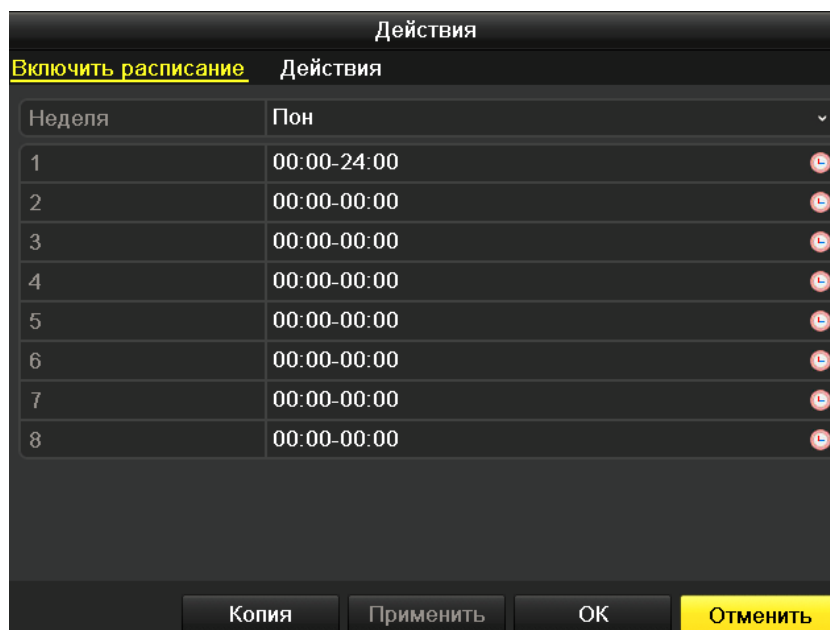 Действия
Включить расписание Действия
Неделя Пон
1 00:00-24:00
2 00:00-00:00
3 00:00-00:00
4 00:00-00:00
5 00:00-00:00
6 00:00-00:00
7 00:00-00:00
8 00:00-00:00
Копия Применить OK Отменить